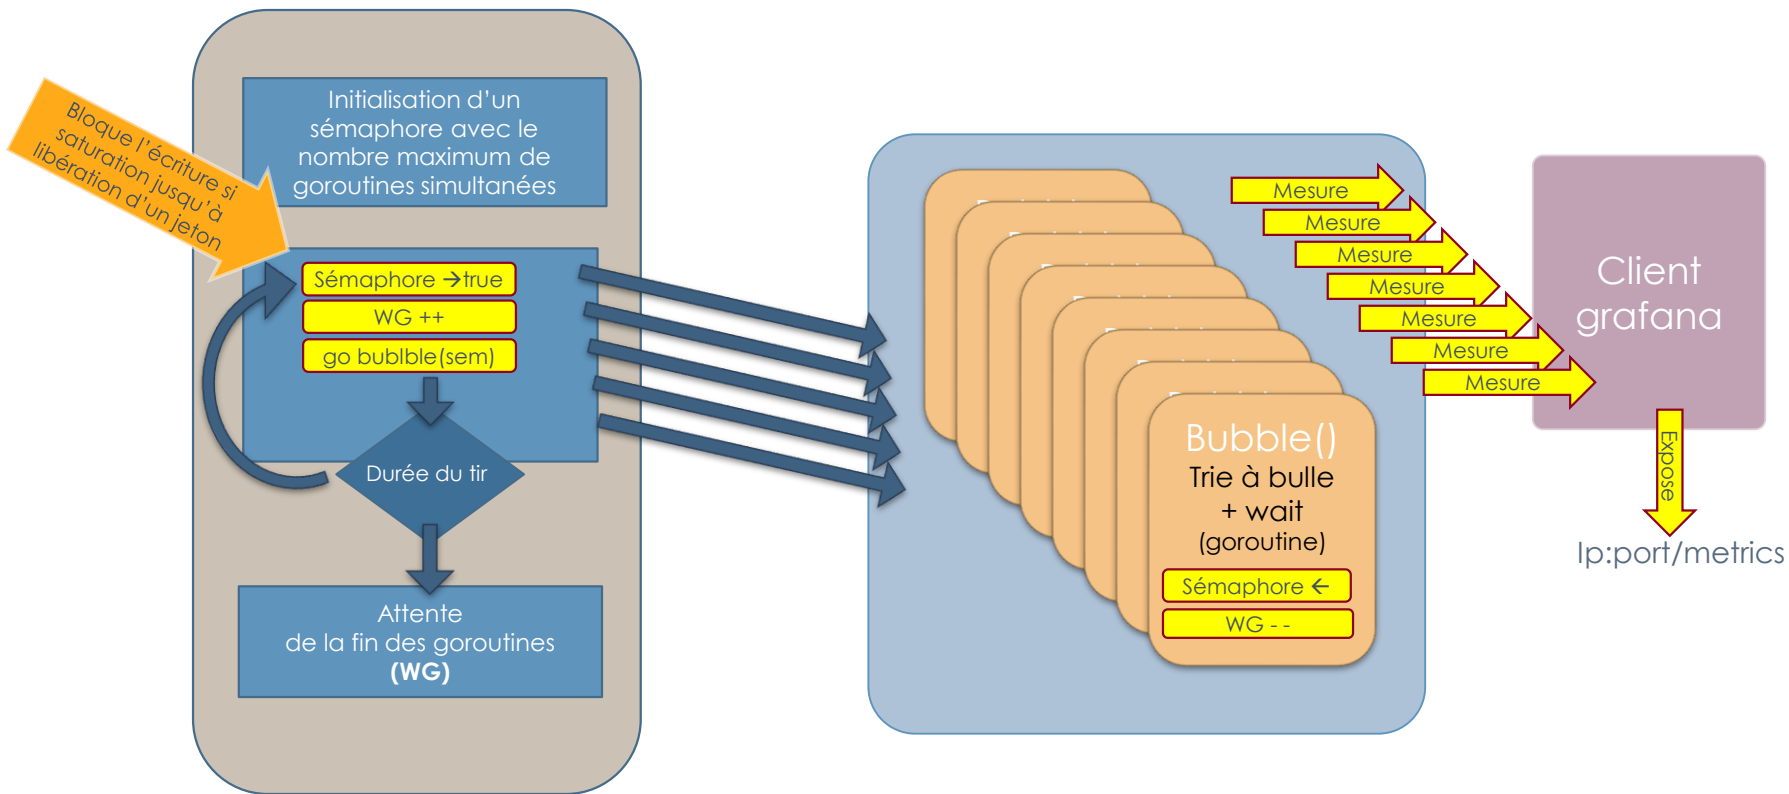 Initialisation d'un
sémaphore avec le
nombre maximum de
goroutines simultanées
Bloque l'écriture si
saturation jusqu'à
libération d'un jeton
Sémaphore →true
WG ++
go bublble(sem)
Durée du tir
Attente
de la fin des goroutines
(WG)
Bubble()
Trie à bulle
+ wait
(goroutine)
Sémaphore ←
WG - -
Mesure
Mesure
Mesure
Mesure
Mesure
Mesure
Mesure
Client
grafana
Expose
Ip:port/metrics